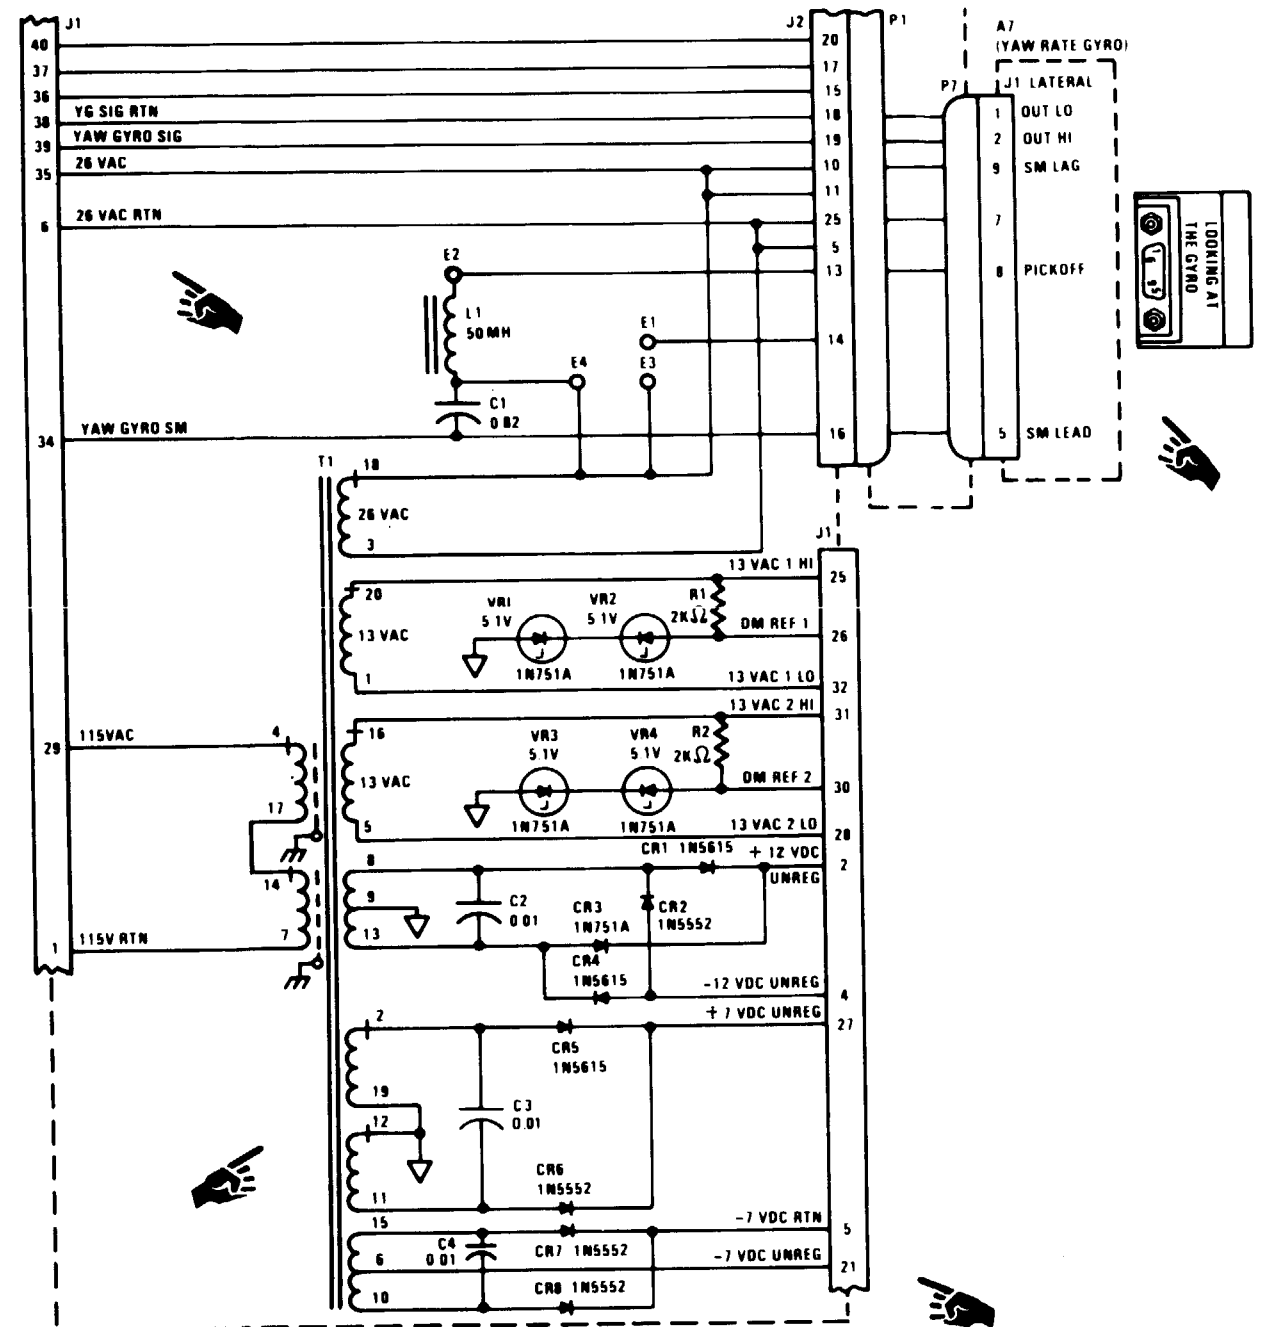 J1
J2
P1
A7
(YAW RATE GYRO)
40
20
37
17
36
15
P7
J1 LATERAL
YG SIG RTN
38
18
1 OUT LO
YAW GYRO SIG
39
19
2 OUT HI
26 VAC
35
10
9 SM LAG
11
26 VAC RTN
6
25
7
5
E2
13
8 PICKOFF
LOOKING AT
THE GYRO
1 6
9 5
L1
50 MH
E1
14
E4
E3
C1
0 82
34
YAW GYRO SM
16
5 SM LEAD
T1
18
26 VAC
3
J1
13 VAC 1 HI
25
20
VR1
5 1V
VR2
5 1V
R1
2KΩ
DM REF 1
26
13 VAC
1N751A
1N751A
1
13 VAC 1 LO
32
13 VAC 2 HI
31
29
115VAC
4
16
VR3
5.1V
VR4
5.1V
R2
2KΩ
DM REF 2
30
13 VAC
17
1N751A
1N751A
5
13 VAC 2 LO
28
CR1 1N5615
+ 12 VDC
2
UNREG
8
14
9
C2
0 01
CR3
1N751A
CR2
1N5552
13
1
115V RTN
7
CR4
1N5615
-12 VDC UNREG
4
+ 7 VDC UNREG
27
2
CR5
1N5615
19
C3
0.01
12
CR6
1N5552
11
15
-7 VDC RTN
5
C4
0 01
CR7 1N5552
6
-7 VDC UNREG
21
CR8 1N5552
10